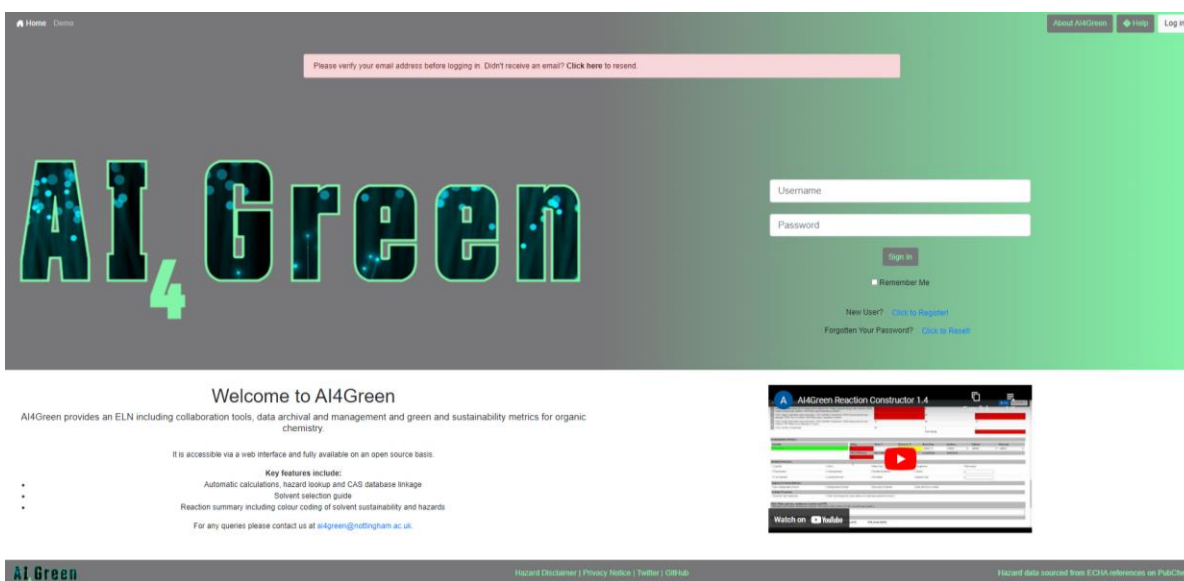 Home Demo
About AI4Green Help Log in
Please verify your email address before logging in. Didn't receive an email? Click here to resend.
AI4Green
Username
Password
Sign In
Remember Me
New User? Click to Register!
Forgotten Your Password? Click to Reset!
Welcome to AI4Green
AI4Green provides an ELN including collaboration tools, data archival and management and green and sustainability metrics for organic
chemistry.
It is accessible via a web interface and fully available on an open source basis.
Key features include:
Automatic calculations, hazard lookup and CAS database linkage
Solvent selection guide
Reaction summary including colour coding of solvent sustainability and hazards
For any queries please contact us at ai4green@nottingham.ac.uk.
A AI4Green Reaction Constructor 1.4
Watch on YouTube
AI4Green
Hazard Disclaimer | Privacy Notice | Twitter | GitHub
Hazard data sourced from ECHA references on PubChe